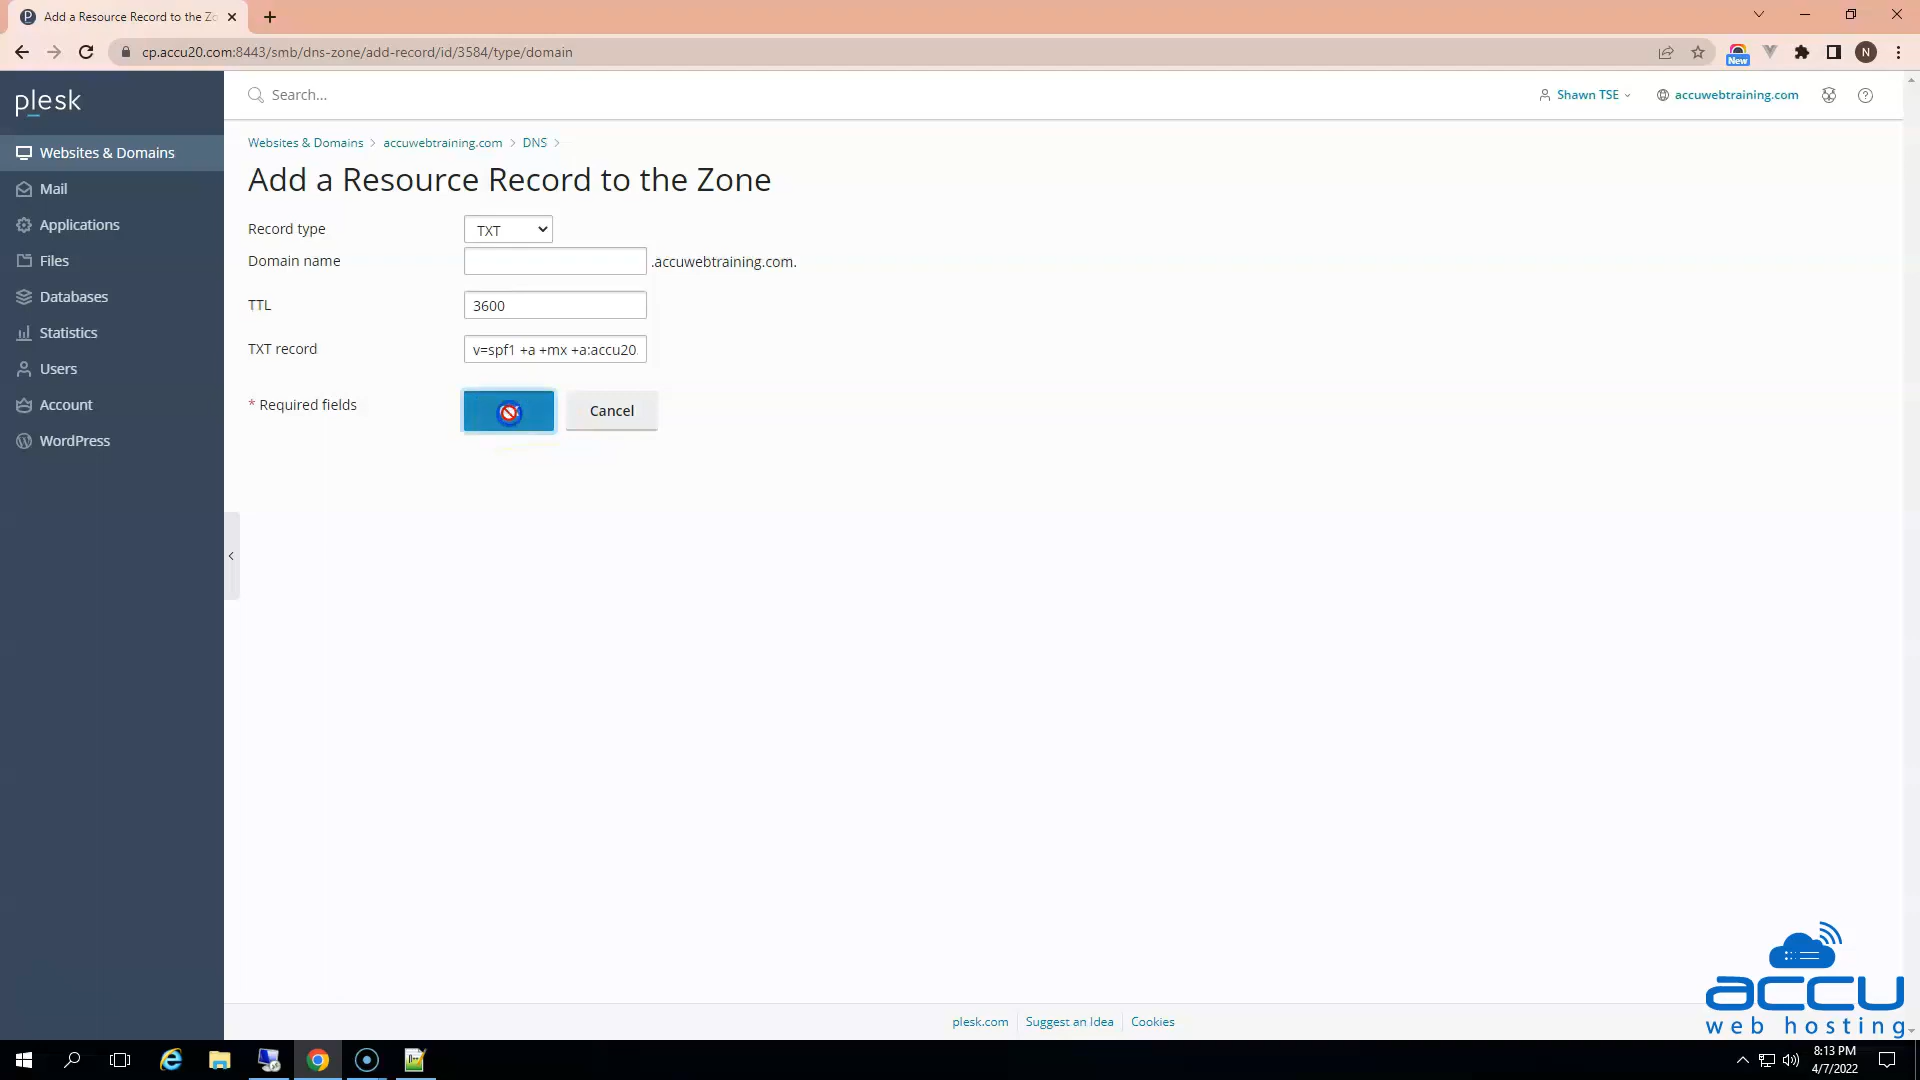 Add a Resource Record to the Zo
cp.accu20.com:8443/smb/dns-zone/add-record/id/3584/type/domain
New
N
plesk
Search...
Shawn TSE
accuwebtraining.com
Websites & Domains
Mail
Applications
Files
Databases
Statistics
Users
Account
WordPress
Websites & Domains > accuwebtraining.com > DNS >
Add a Resource Record to the Zone
Record type
TXT
Domain name
.accuwebtraining.com.
TTL
3600
TXT record
v=spf1 +a +mx +a:accu20.
* Required fields
Cancel
plesk.com
Suggest an Idea
Cookies
accu
web hosting
8:13 PM
4/7/2022